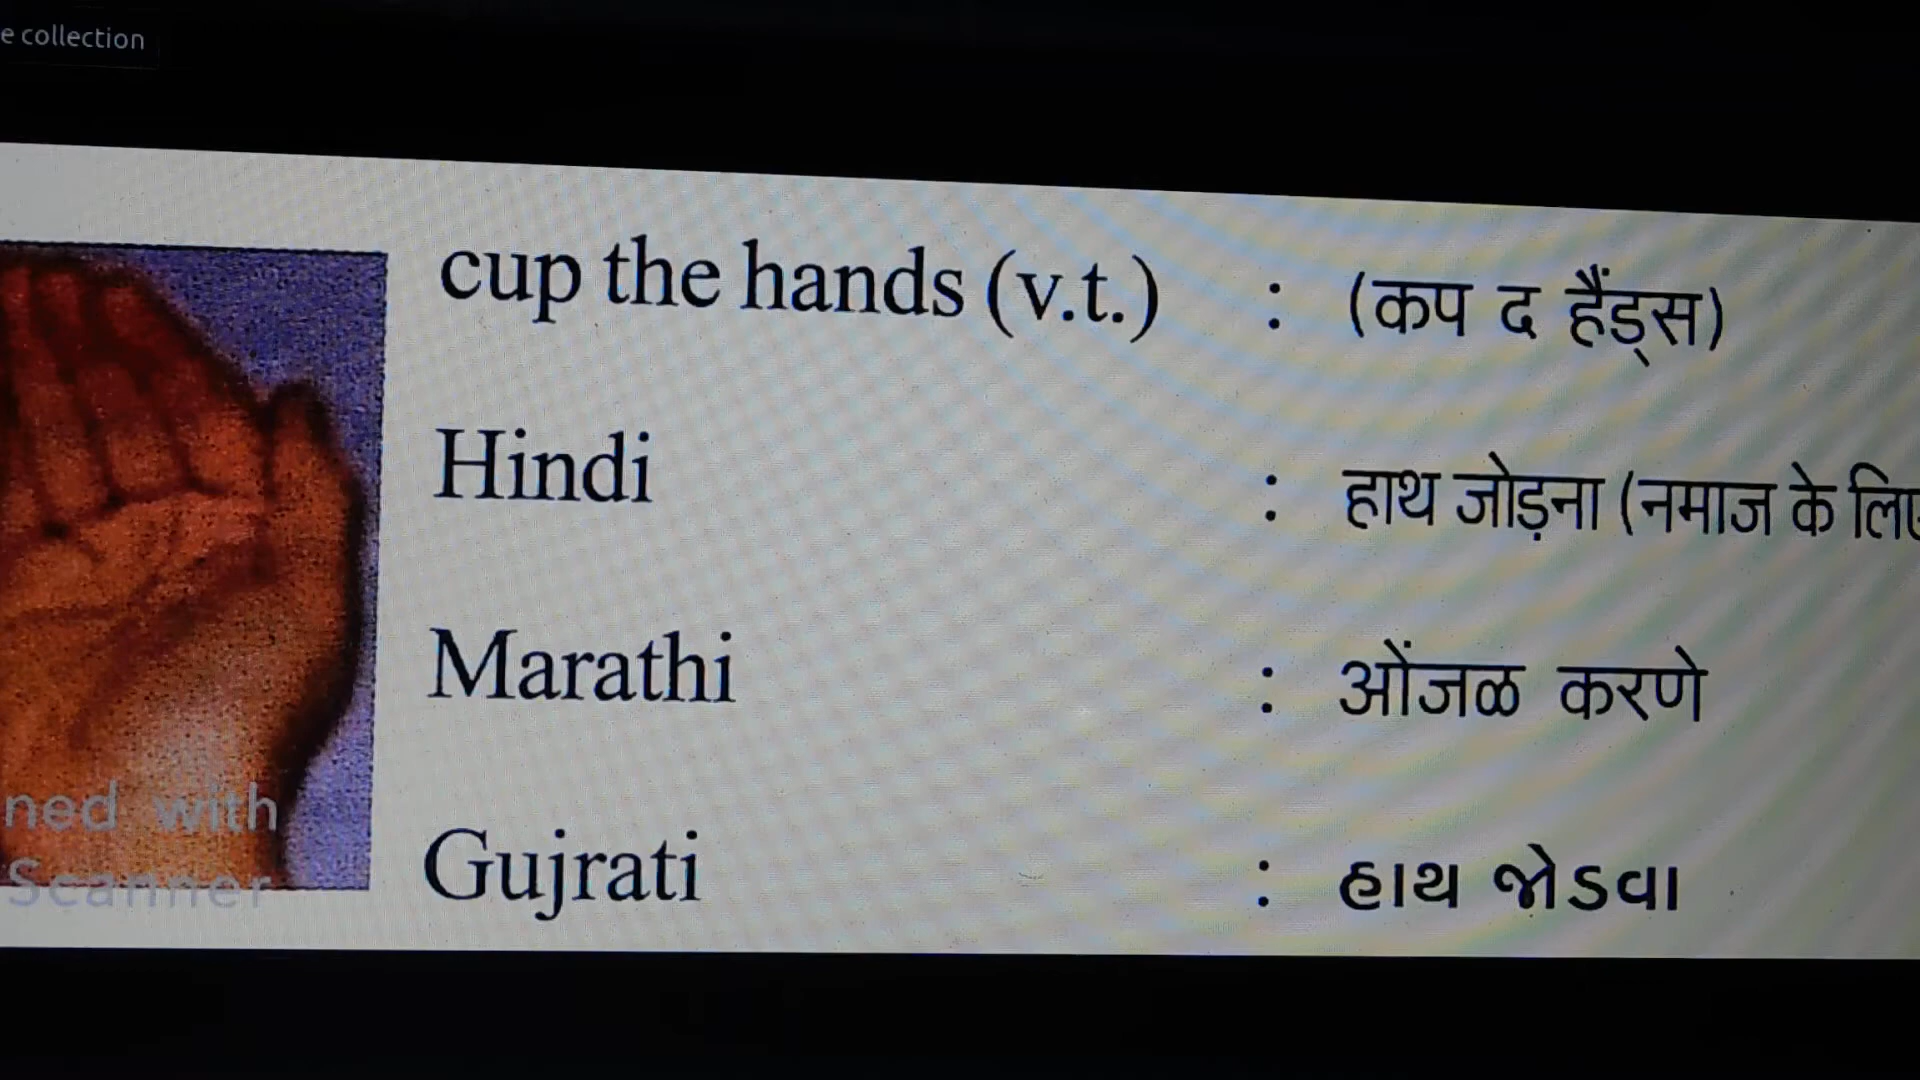 e collection
cup the hands (v.t.) : (कप द हैंड्स)
Hindi : हाथ जोड़ना (नमाज के लिए
Marathi : ओंजळ करणे
ned with
Gujrati : હાથ જોડવા
Scanner